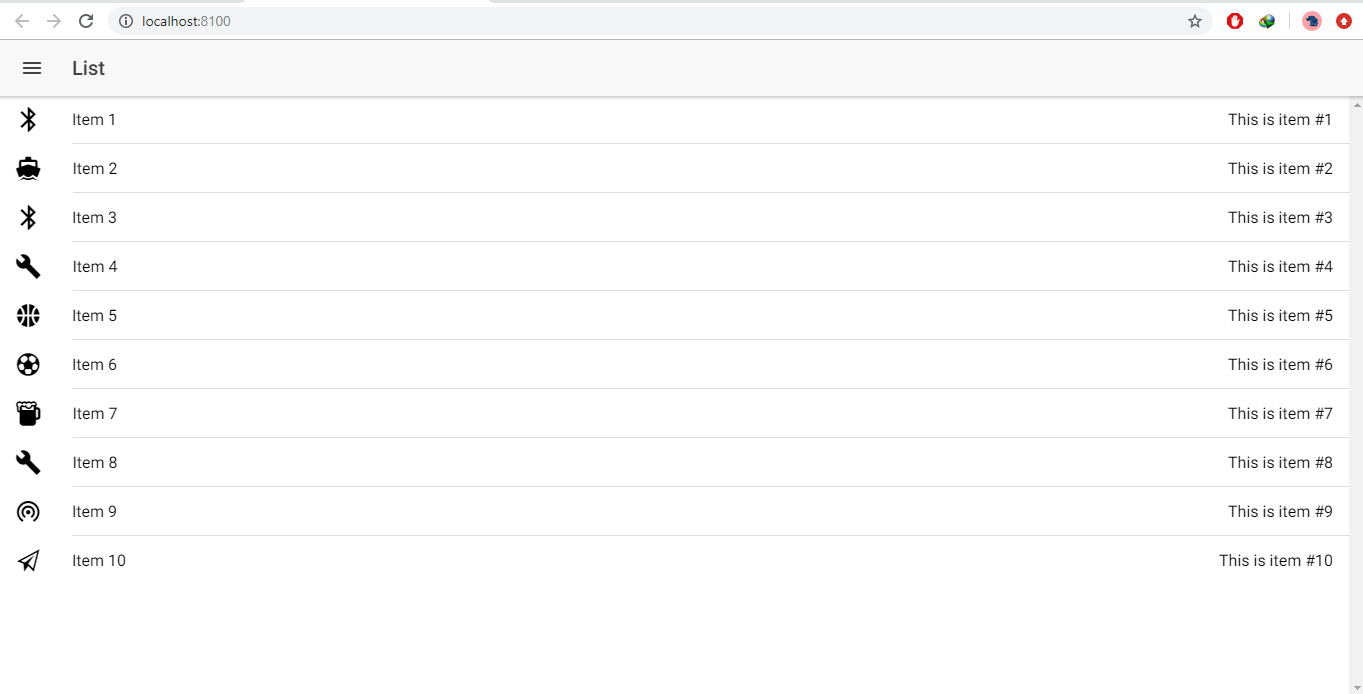 localhost:8100
List
Item 1 This is item #1
Item 2 This is item #2
Item 3 This is item #3
Item 4 This is item #4
Item 5 This is item #5
Item 6 This is item #6
Item 7 This is item #7
Item 8 This is item #8
Item 9 This is item #9
Item 10 This is item #10